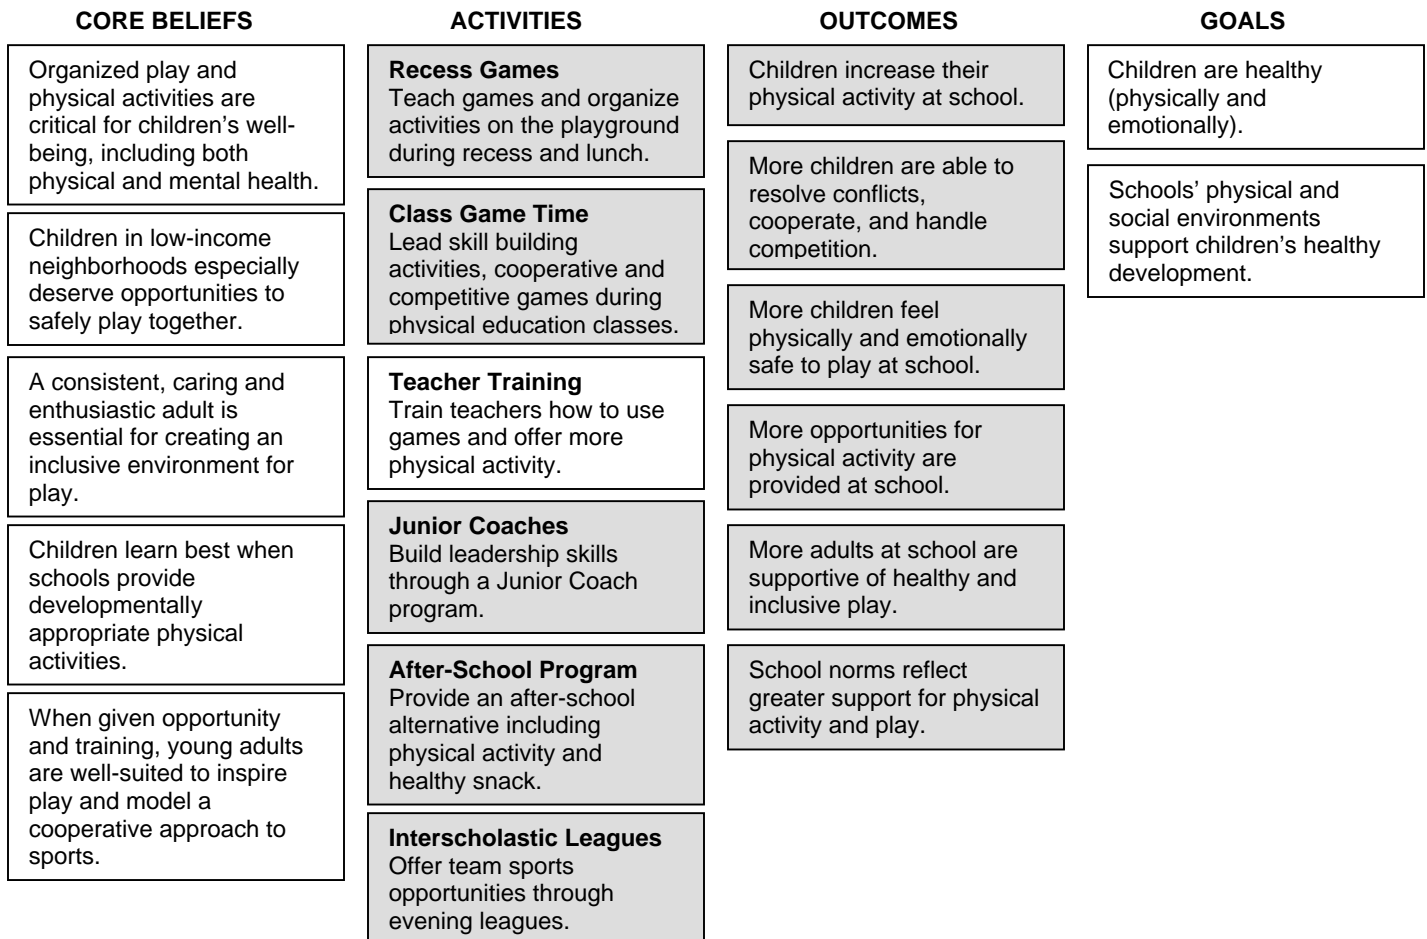 CORE BELIEFS
Organized play and
physical activities are
critical for children’s well-
being, including both
physical and mental health.
Children in low-income
neighborhoods especially
deserve opportunities to
safely play together.
A consistent, caring and
enthusiastic adult is
essential for creating an
inclusive environment for
play.
Children learn best when
schools provide
developmentally
appropriate physical
activities.
When given opportunity
and training, young adults
are well-suited to inspire
play and model a
cooperative approach to
sports.
ACTIVITIES
Recess Games
Teach games and organize
activities on the playground
during recess and lunch.
Class Game Time
Lead skill building
activities, cooperative and
competitive games during
physical education classes.
Teacher Training
Train teachers how to use
games and offer more
physical activity.
Junior Coaches
Build leadership skills
through a Junior Coach
program.
After-School Program
Provide an after-school
alternative including
physical activity and
healthy snack.
Interscholastic Leagues
Offer team sports
opportunities through
evening leagues.
OUTCOMES
Children increase their
physical activity at school.
More children are able to
resolve conflicts,
cooperate, and handle
competition.
More children feel
physically and emotionally
safe to play at school.
More opportunities for
physical activity are
provided at school.
More adults at school are
supportive of healthy and
inclusive play.
School norms reflect
greater support for physical
activity and play.
GOALS
Children are healthy
(physically and
emotionally).
Schools’ physical and
social environments
support children’s healthy
development.